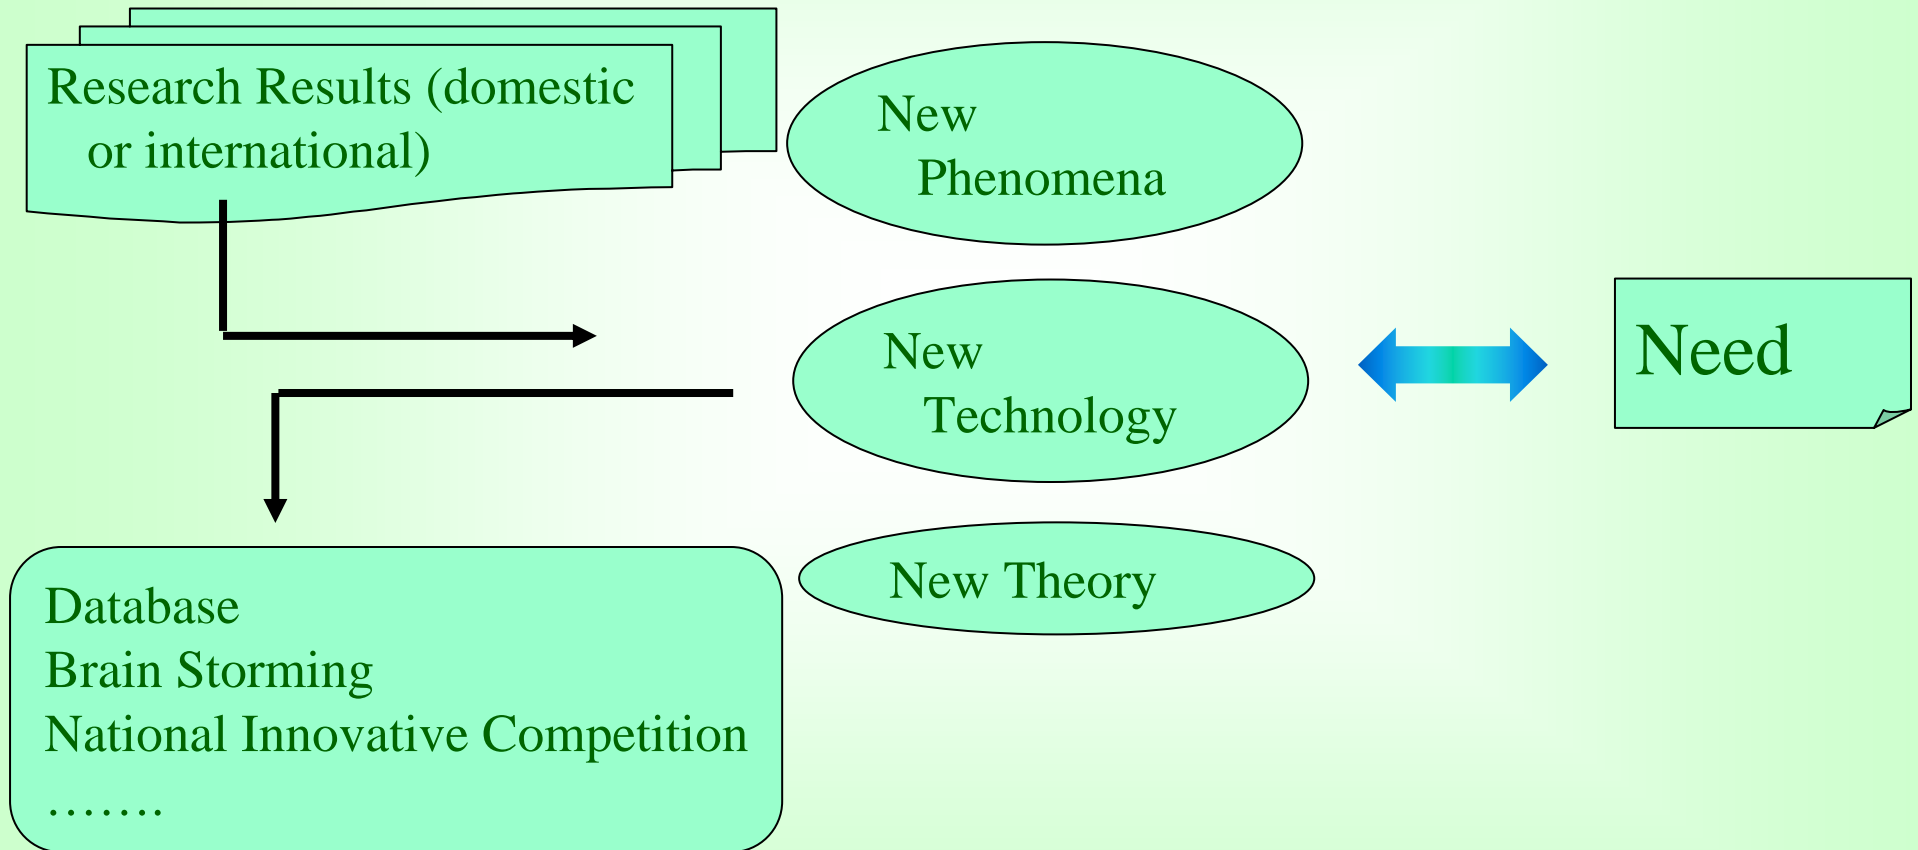 Research Results (domestic
or international)
New
Phenomena
New
Technology
Need
New Theory
Database
Brain Storming
National Innovative Competition
…….